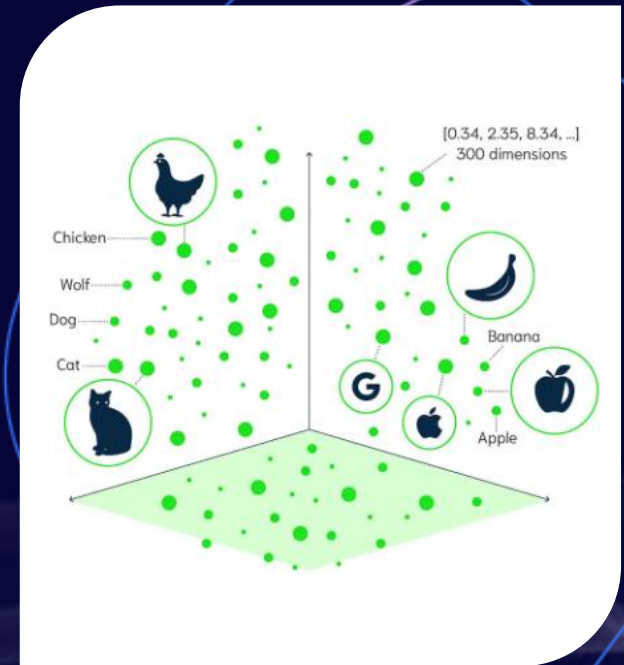 [0.34, 2.35, 8.34, ...]
300 dimensions
Chicken
Wolf
Dog
Banana
Cat
G
Apple